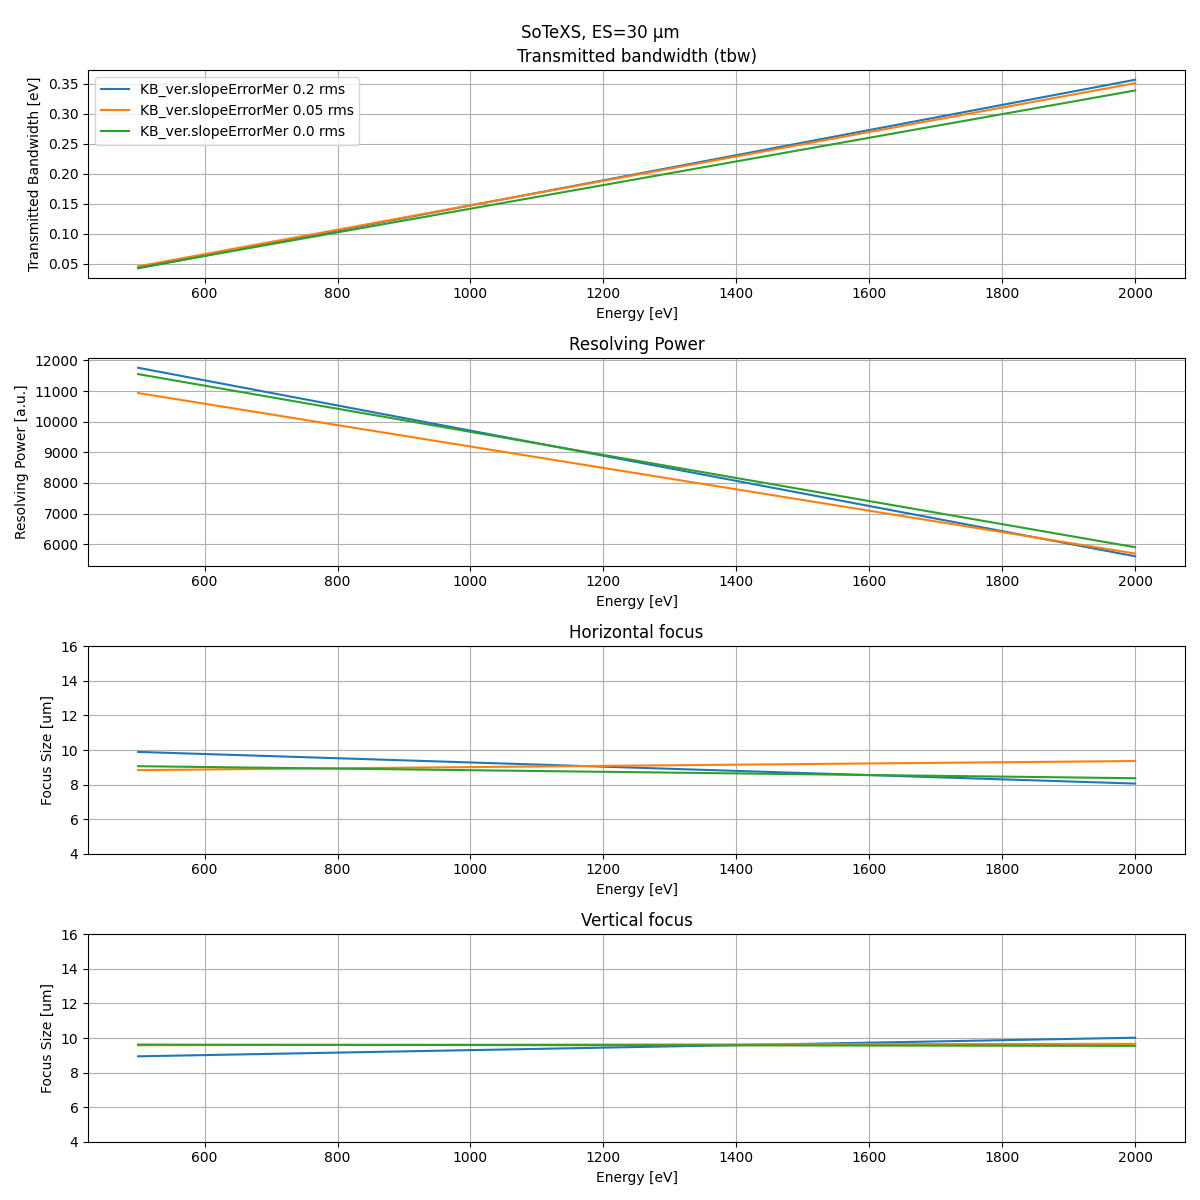 SoTeXS, ES=30 μm
Transmitted bandwidth (tbw)
Transmitted Bandwidth [eV]
0.35
0.30
0.25
0.20
0.15
0.10
0.05
KB_ver.slopeErrorMer 0.2 rms
KB_ver.slopeErrorMer 0.05 rms
KB_ver.slopeErrorMer 0.0 rms
600 800 1000 1200 1400 1600 1800 2000
Energy [eV]
Resolving Power
Resolving Power [a.u.]
12000
11000
10000
9000
8000
7000
6000
600 800 1000 1200 1400 1600 1800 2000
Energy [eV]
Horizontal focus
Focus Size [um]
16
14
12
10
8
6
4
600 800 1000 1200 1400 1600 1800 2000
Energy [eV]
Vertical focus
Focus Size [um]
16
14
12
10
8
6
4
600 800 1000 1200 1400 1600 1800 2000
Energy [eV]